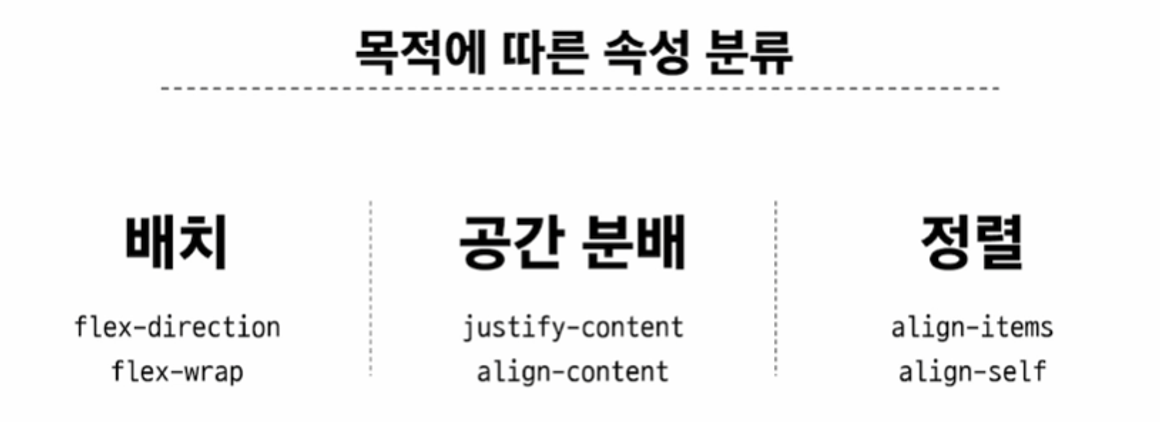 목적에 따른 속성 분류
배치
flex-direction
flex-wrap
공간 분배
justify-content
align-content
정렬
align-items
align-self